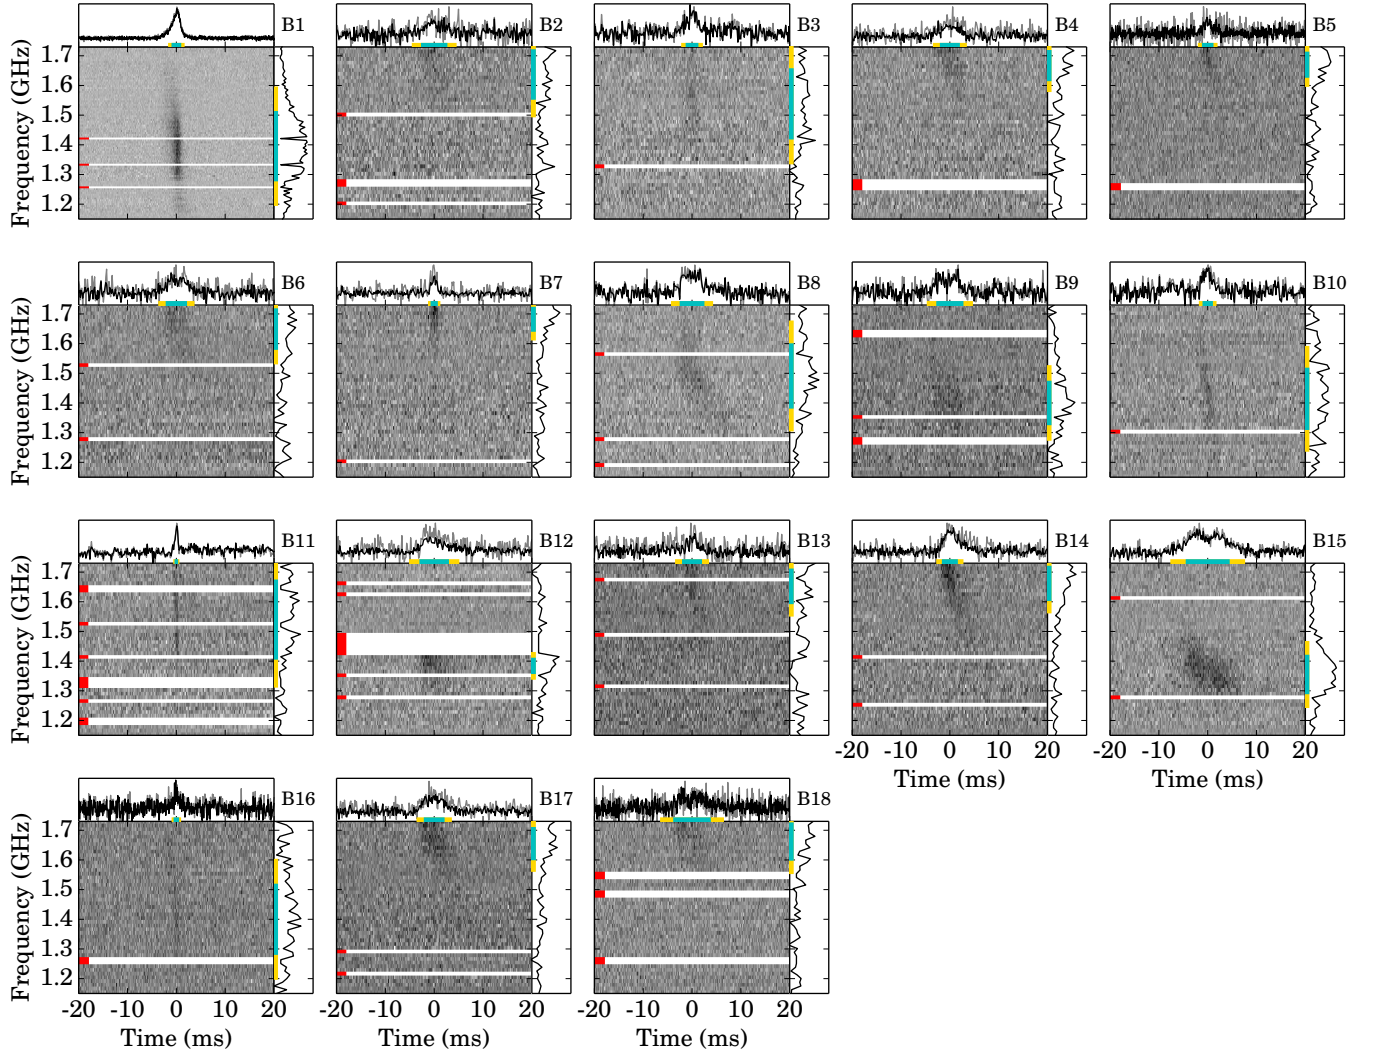 B1 B2 B3 B4 B5
Frequency (GHz)
1.7
1.6
1.5
1.4
1.3
1.2
B6 B7 B8 B9 B10
Frequency (GHz)
1.7
1.6
1.5
1.4
1.3
1.2
B11 B12 B13 B14 B15
Frequency (GHz)
1.7
1.6
1.5
1.4
1.3
1.2
-20 -10 0 10 20 -20 -10 0 10 20
Time (ms) Time (ms)
B16 B17 B18
Frequency (GHz)
1.7
1.6
1.5
1.4
1.3
1.2
-20 -10 0 10 20 -20 -10 0 10 20 -20 -10 0 10 20
Time (ms) Time (ms) Time (ms)